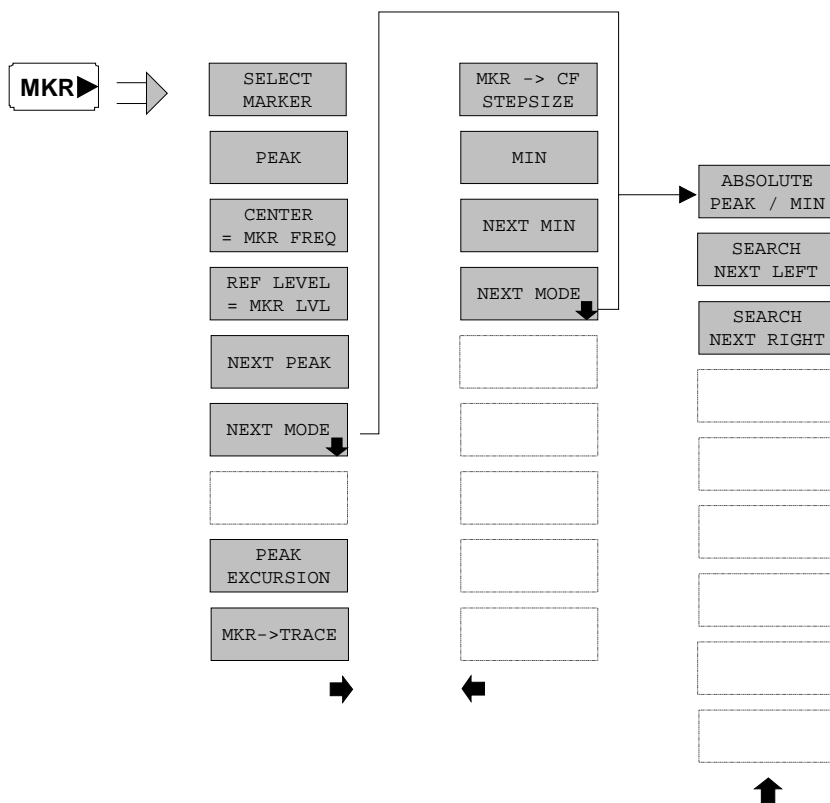 MKR
SELECT
MARKER
PEAK
CENTER
= MKR FREQ
REF LEVEL
= MKR LVL
NEXT PEAK
NEXT MODE
PEAK
EXCURSION
MKR->TRACE
MKR -> CF
STEPSIZE
MIN
NEXT MIN
NEXT MODE
ABSOLUTE
PEAK / MIN
SEARCH
NEXT LEFT
SEARCH
NEXT RIGHT